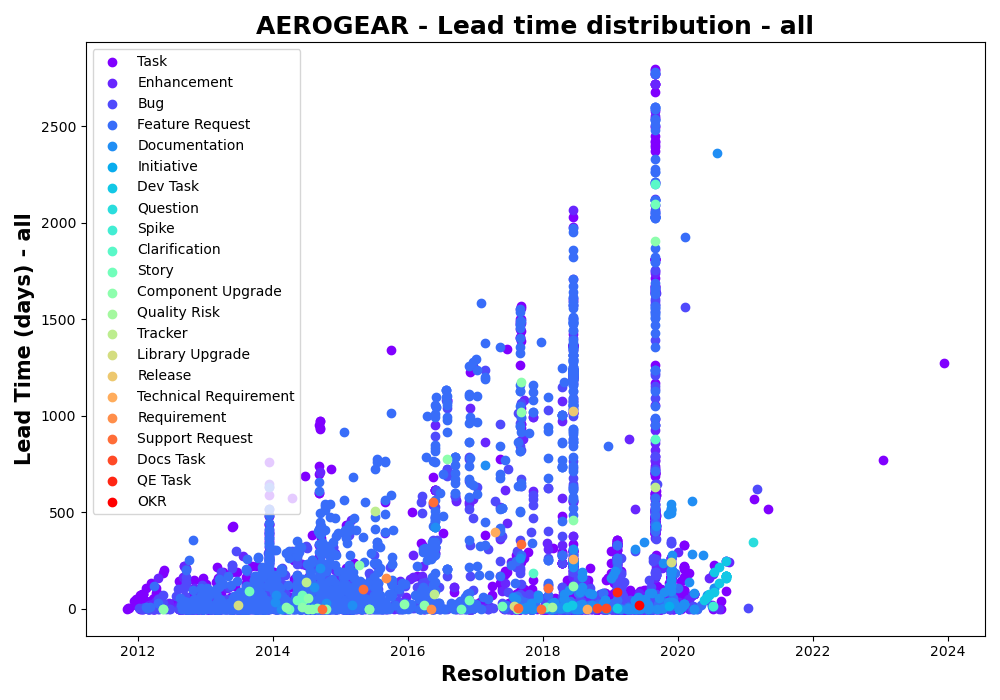 AEROGEAR - Lead time distribution - all
Task
Enhancement
Bug
Feature Request
Documentation
Initiative
Dev Task
Question
Spike
Clarification
Story
Component Upgrade
Quality Risk
Tracker
Library Upgrade
Release
Technical Requirement
Requirement
Support Request
Docs Task
QE Task
OKR
Lead Time (days) - all
2500
2000
1500
1000
500
0
2012
2014
2016
2018
2020
2022
2024
Resolution Date